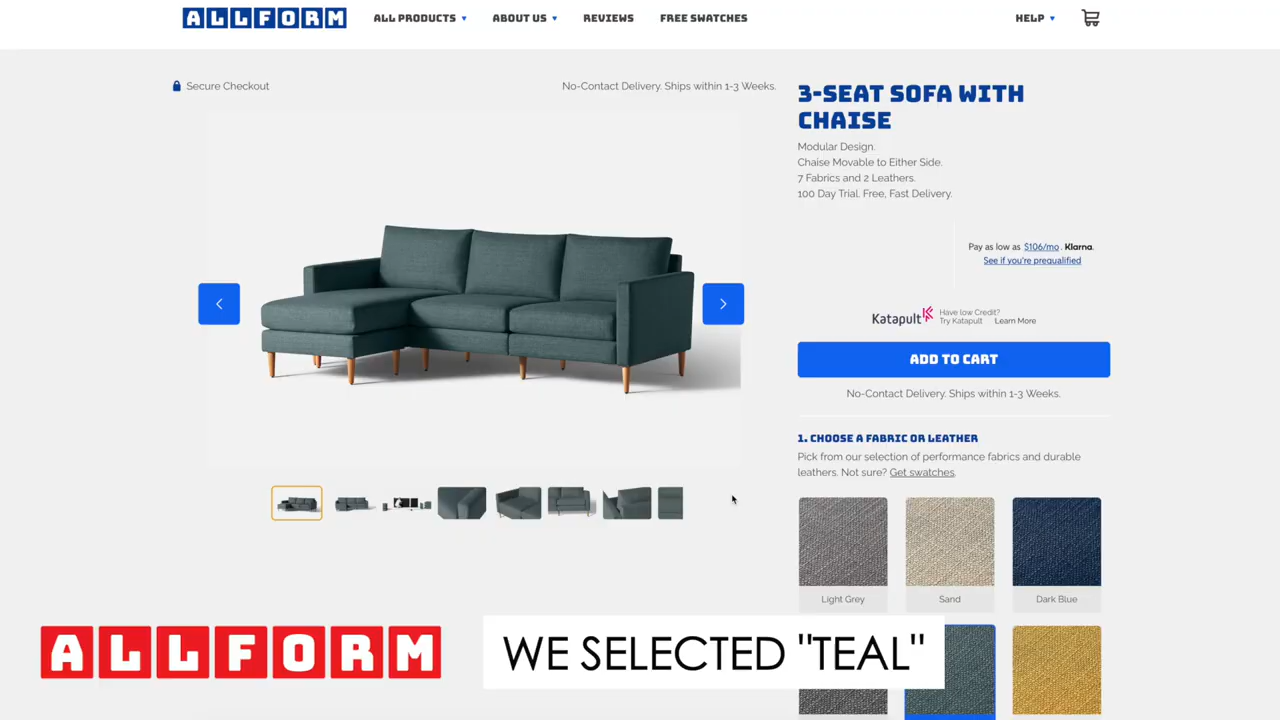 ALLFORM
ALL PRODUCTS ▼
ABOUT US ▼
REVIEWS
FREE SWATCHES
HELP ▼
Secure Checkout
No-Contact Delivery. Ships within 1-3 Weeks.
3-SEAT SOFA WITH
CHAISE
Modular Design.
Chaise Movable to Either Side.
7 Fabrics and 2 Leathers.
100 Day Trial. Free, Fast Delivery.
Pay as low as $106/mo. Klarna.
See if you're prequalified
Katapult
Have low Credit?
Try Katapult Learn More
ADD TO CART
No-Contact Delivery. Ships within 1-3 Weeks.
1. CHOOSE A FABRIC OR LEATHER
Pick from our selection of performance fabrics and durable
leathers. Not sure? Get swatches.
Light Grey
Sand
Dark Blue
ALLFORM
WE SELECTED "TEAL"